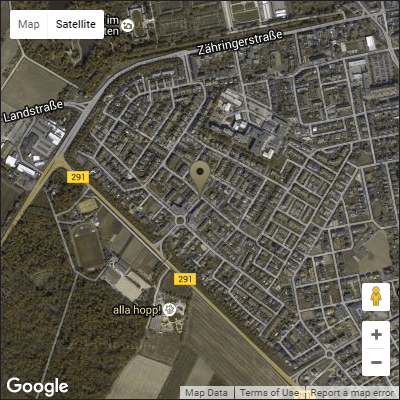 Map
Satellite
im
ten
Zähringerstraße
Landstraße
291
291
alla hopp!
+
−
Google
Map Data
Terms of Use
Report a map error